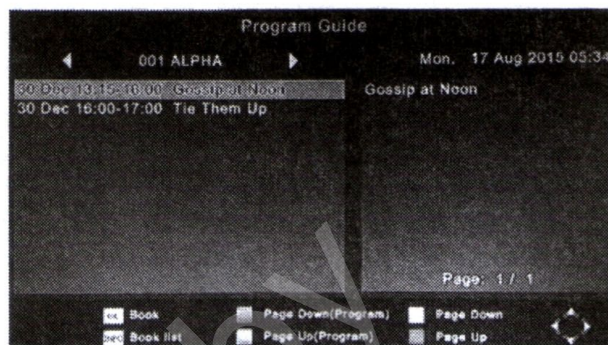 Program Guide
001 ALPHA
Mon. 17 Aug 2015 05:34
30 Dec 13:15-16:00 Gossip at Noon
30 Dec 16:00-17:00 Tie Them Up
Gossip at Noon
Page: 1 / 1
OK Book
Page Down(Program)
Page Down
Book list
Page Up(Program)
Page Up